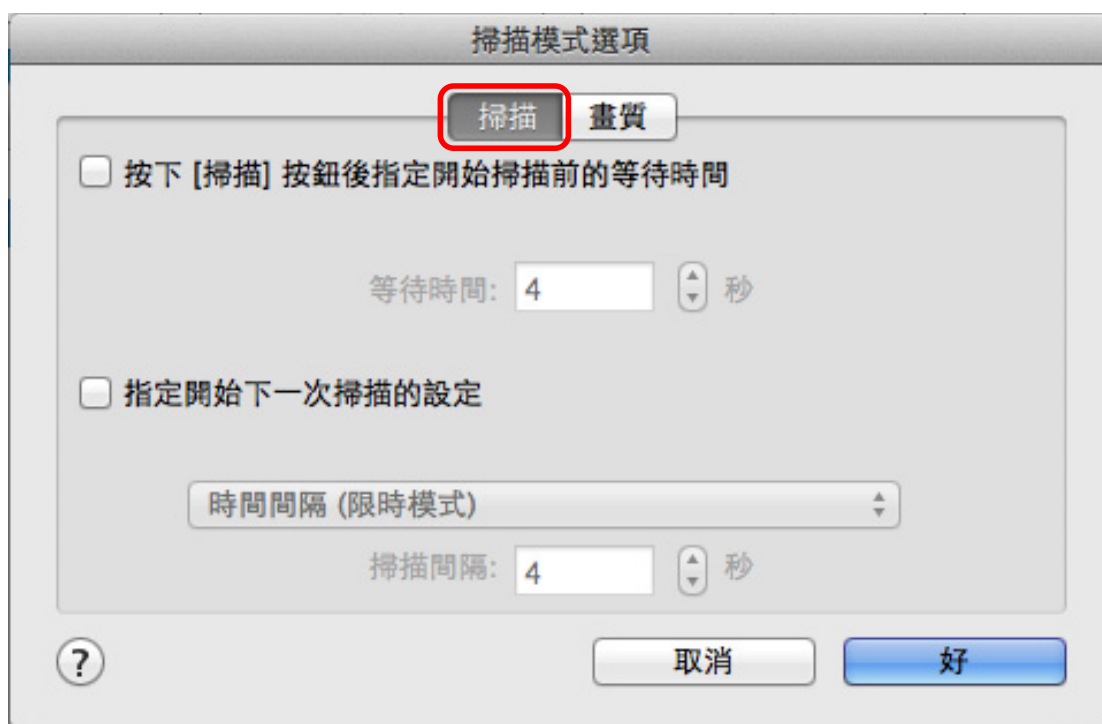 掃描模式選項
掃描 畫質
按下 [掃描] 按鈕後指定開始掃描前的等待時間
等待時間: 4 秒
指定開始下一次掃描的設定
時間間隔 (限時模式)
掃描間隔: 4 秒
? 取消 好